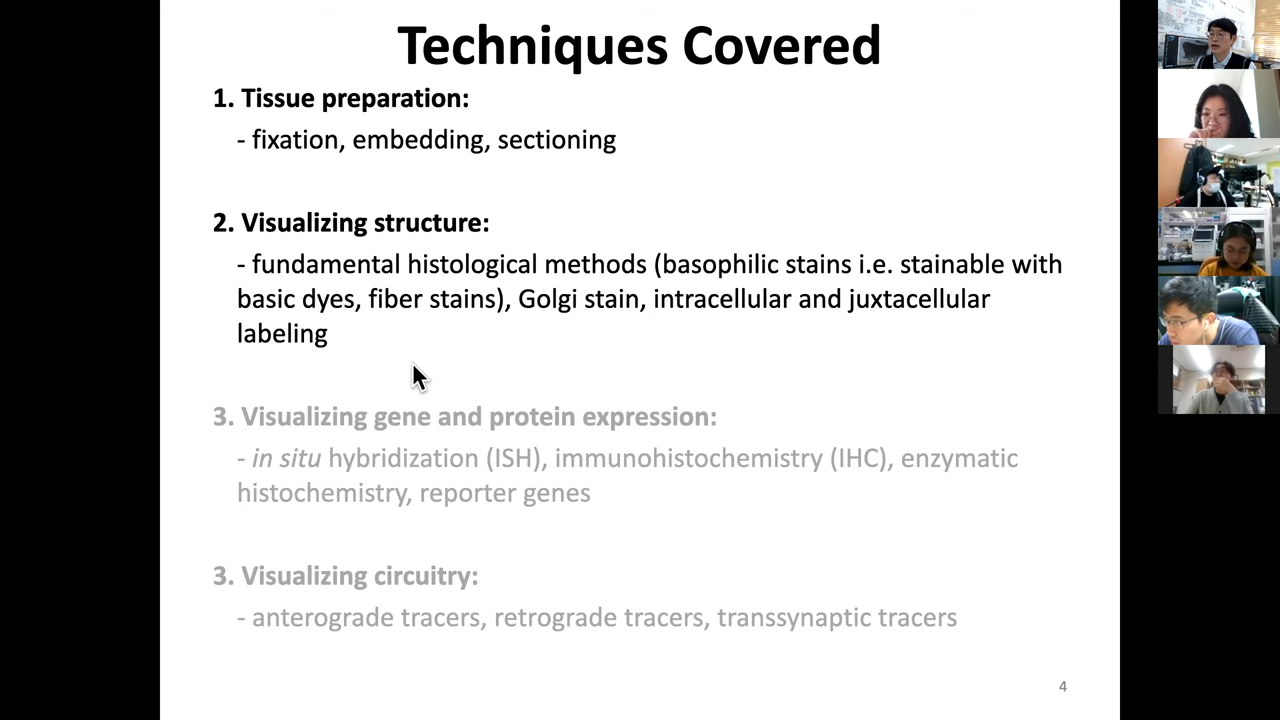 Techniques Covered
1. Tissue preparation:
- fixation, embedding, sectioning
2. Visualizing structure:
- fundamental histological methods (basophilic stains i.e. stainable with
basic dyes, fiber stains), Golgi stain, intracellular and juxtacellular
labeling
3. Visualizing gene and protein expression:
- in situ hybridization (ISH), immunohistochemistry (IHC), enzymatic
histochemistry, reporter genes
3. Visualizing circuitry:
- anterograde tracers, retrograde tracers, transsynaptic tracers
4